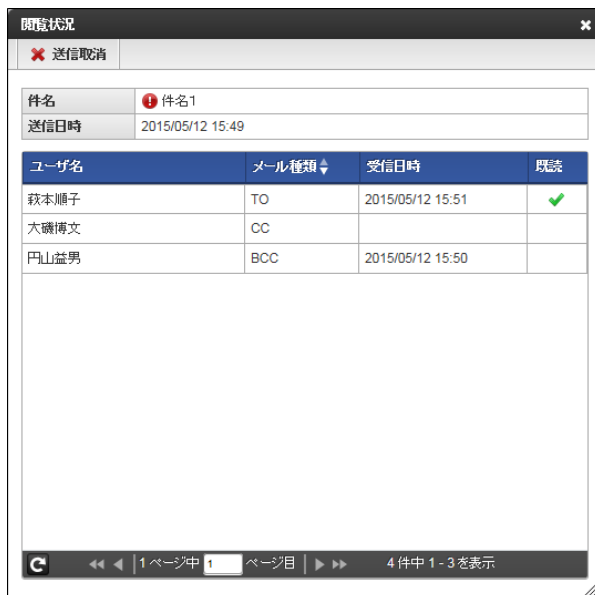 閲覧状況
送信取消
件名 件名1
送信日時 2015/05/12 15:49
ユーザ名 メール種類 受信日時 既読
萩本順子 TO 2015/05/12 15:51
大磯博文 CC
円山益男 BCC 2015/05/12 15:50
1 ページ中 1 ページ目 4 件中 1 - 3 を表示